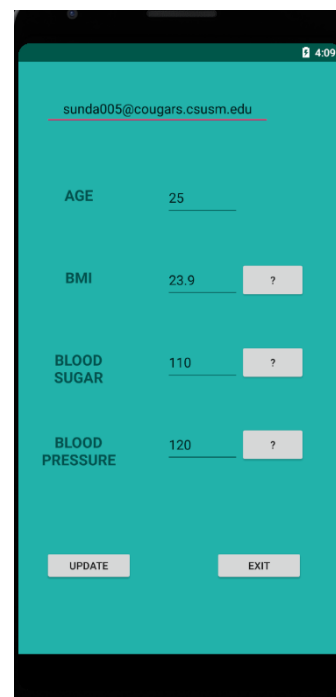 4:09
sunda005@cougars.csusm.edu
AGE 25
BMI 23.9 ?
BLOOD
SUGAR 110 ?
BLOOD
PRESSURE 120 ?
UPDATE EXIT